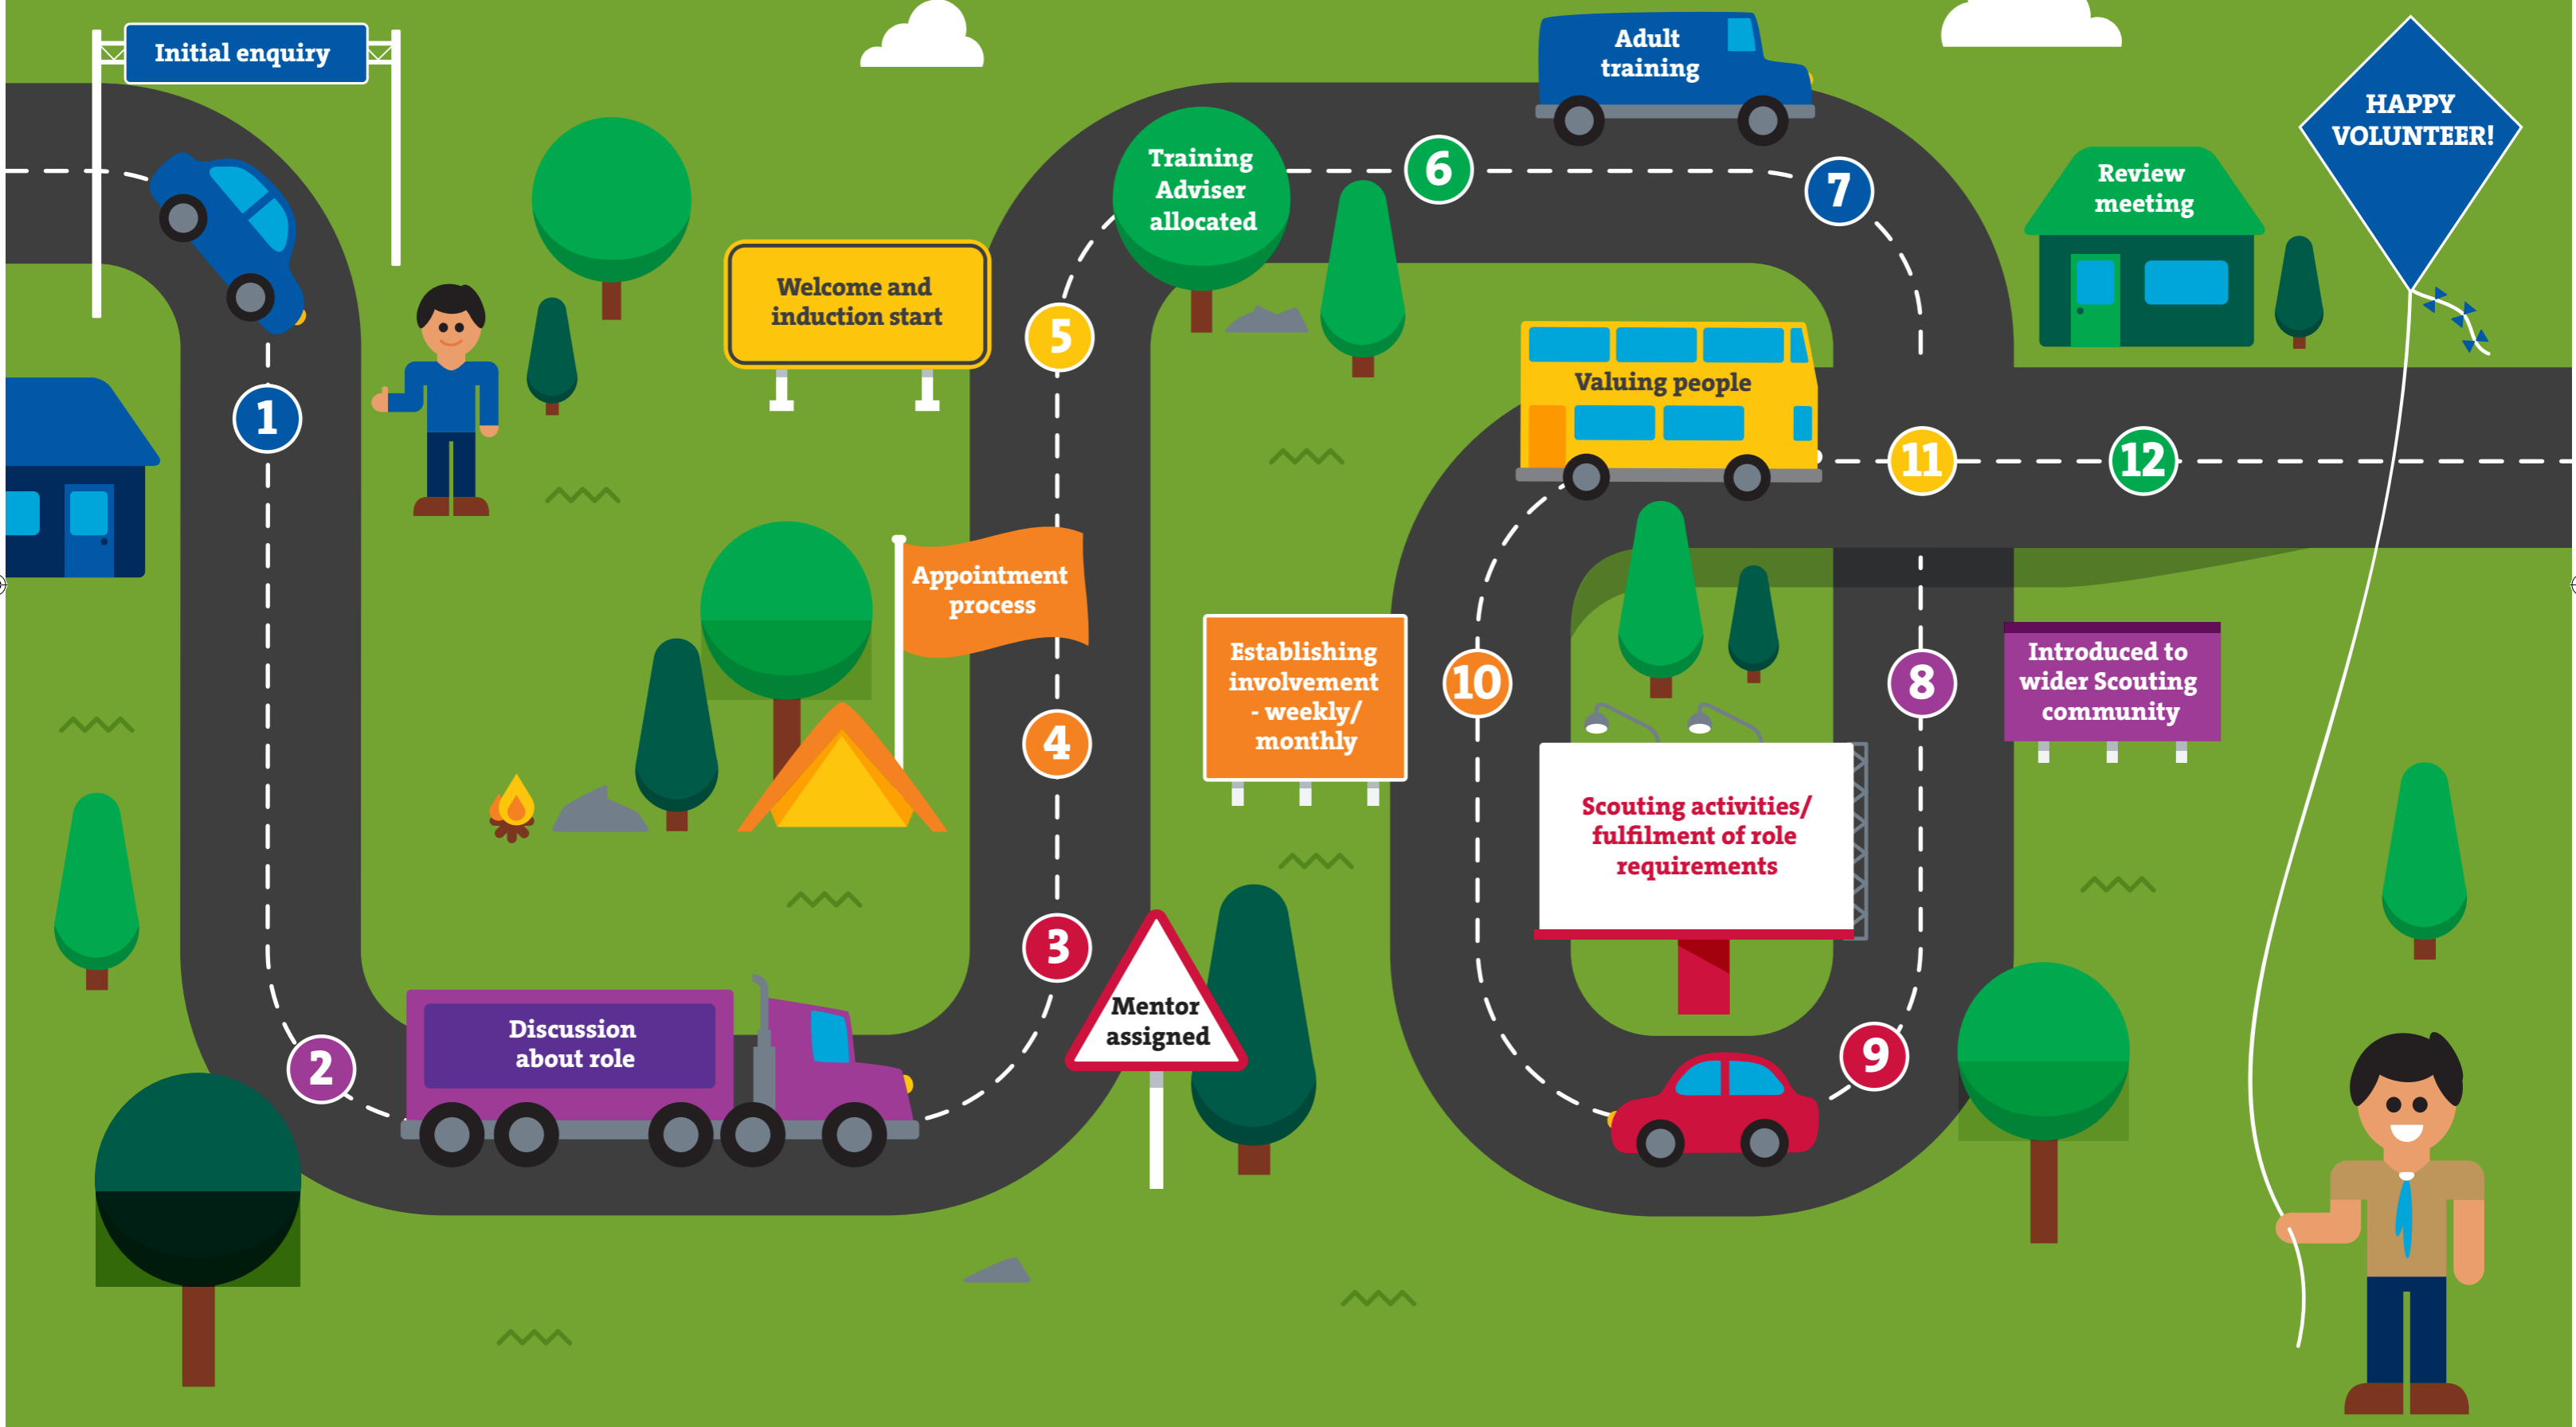 Initial enquiry
1
2
Discussion
about role
3
Mentor
assigned
4
Appointment
process
5
Welcome and
induction start
Training
Adviser
allocated
6
Adult
training
7
8
Introduced to
wider Scouting
community
9
Scouting activities/
fulfilment of role
requirements
10
Establishing
involvement
- weekly/
monthly
Valuing people
11
12
Review
meeting
HAPPY
VOLUNTEER!